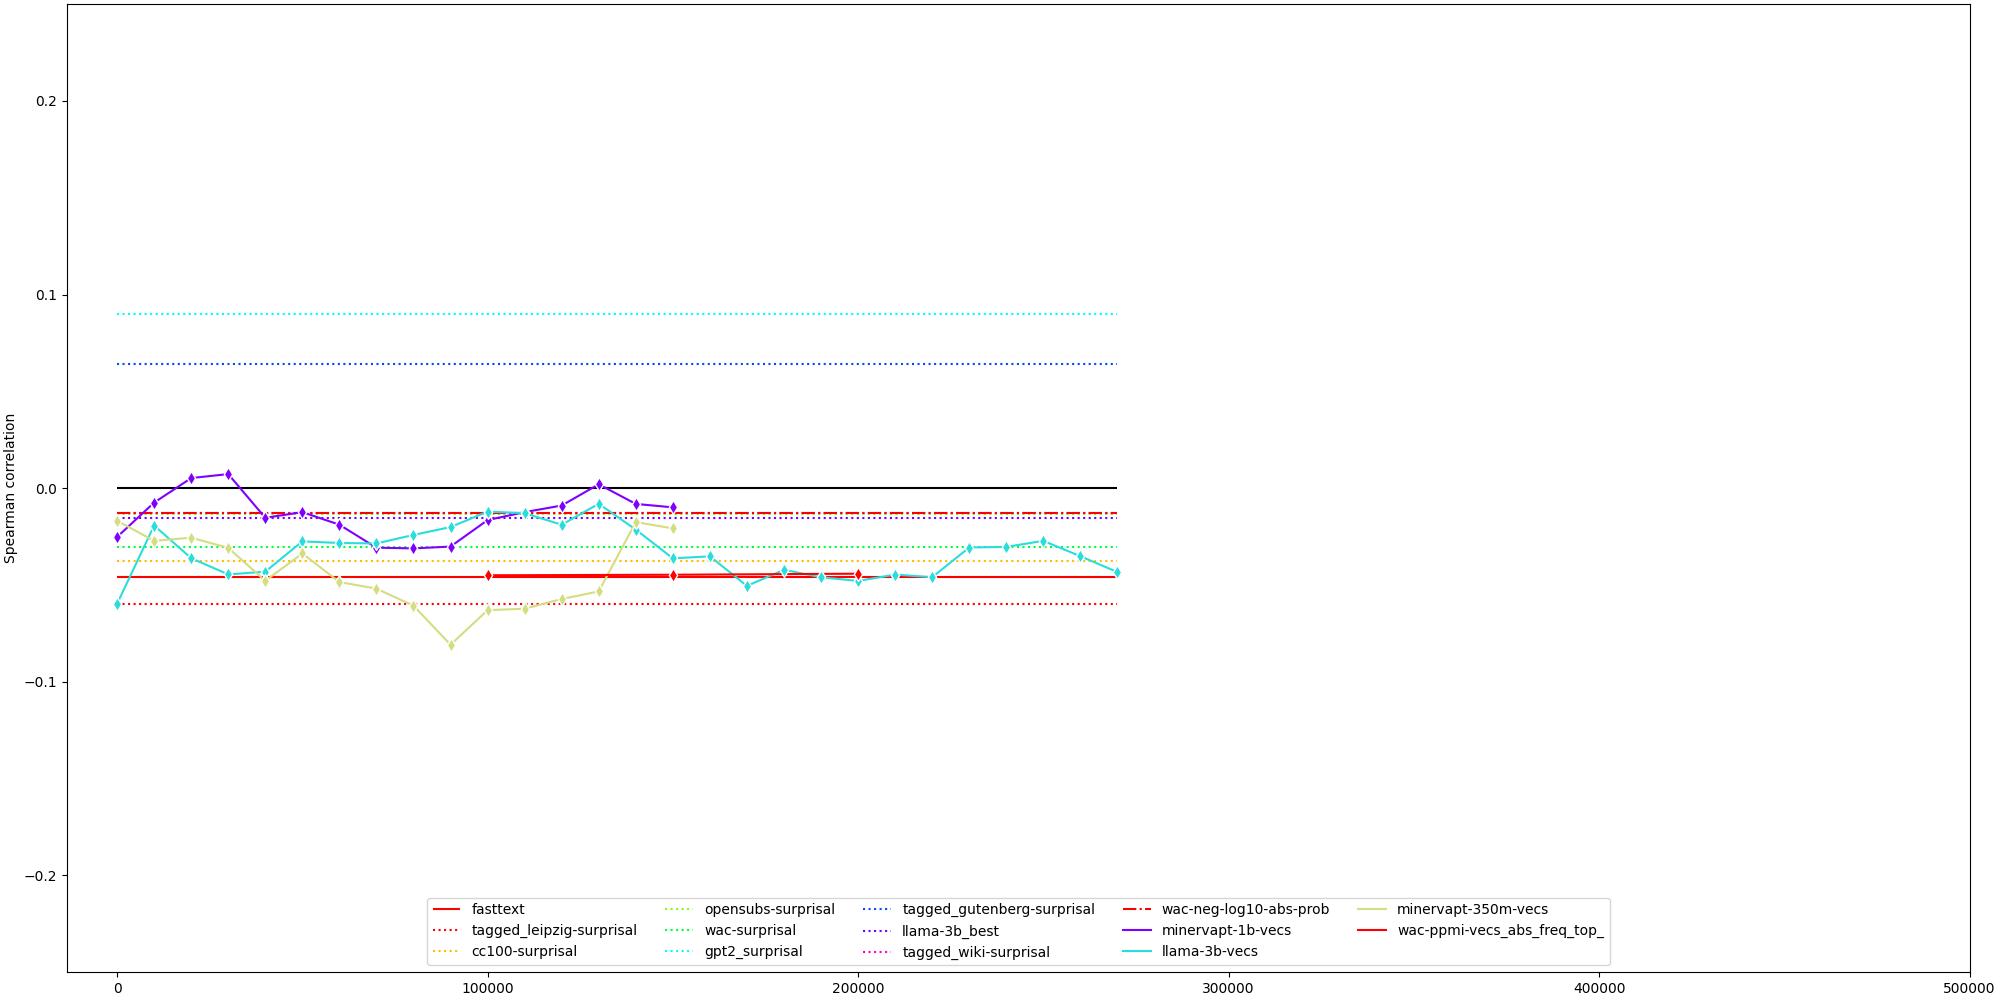 Spearman correlation
0.2
0.1
0.0
−0.1
−0.2
fasttext
tagged_leipzig-surprisal
cc100-surprisal
opensubs-surprisal
wac-surprisal
gpt2_surprisal
tagged_gutenberg-surprisal
llama-3b_best
tagged_wiki-surprisal
wac-neg-log10-abs-prob
minervapt-1b-vecs
llama-3b-vecs
minervapt-350m-vecs
wac-ppmi-vecs_abs_freq_top_
0
100000
200000
300000
400000
500000